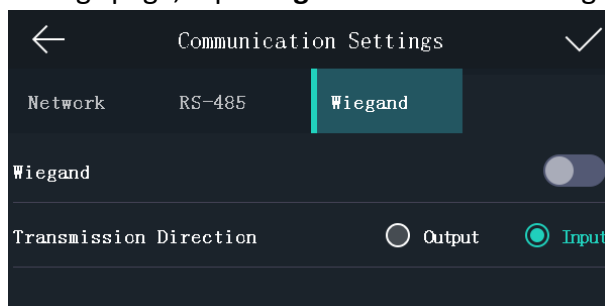 Communication Settings
Network RS-485 Wiegand
Wiegand
Transmission Direction Output Input